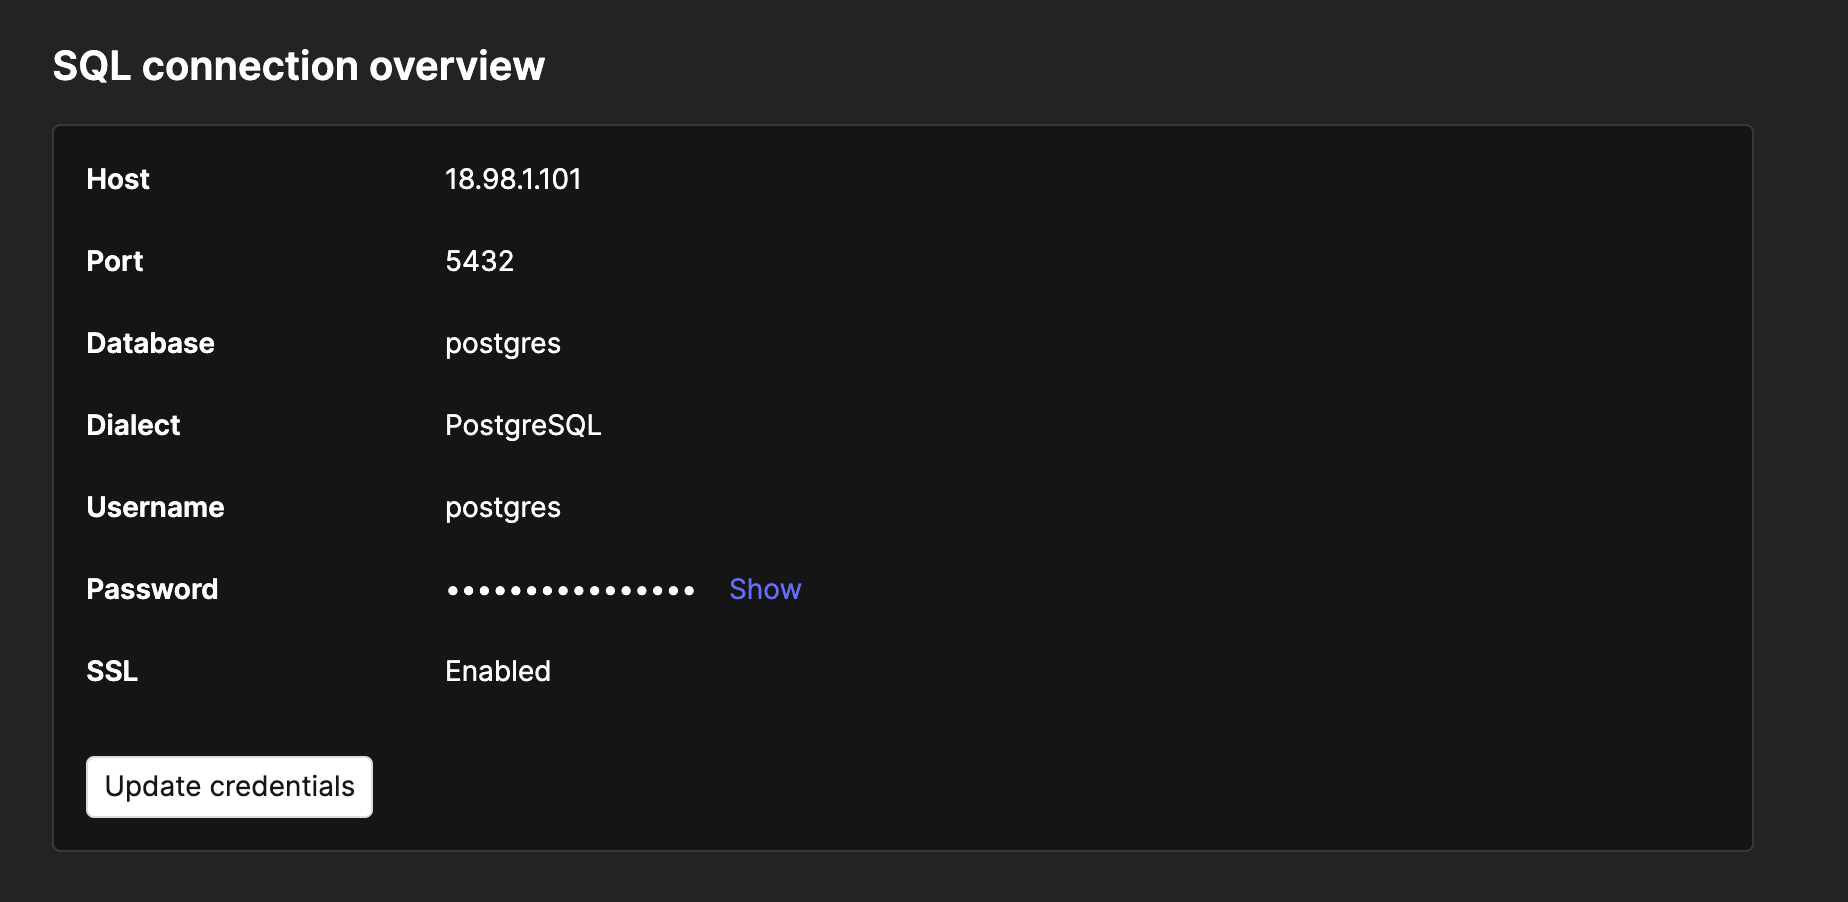 SQL connection overview
Host 18.98.1.101
Port 5432
Database postgres
Dialect PostgreSQL
Username postgres
Password •••••••••••••••• Show
SSL Enabled
Update credentials